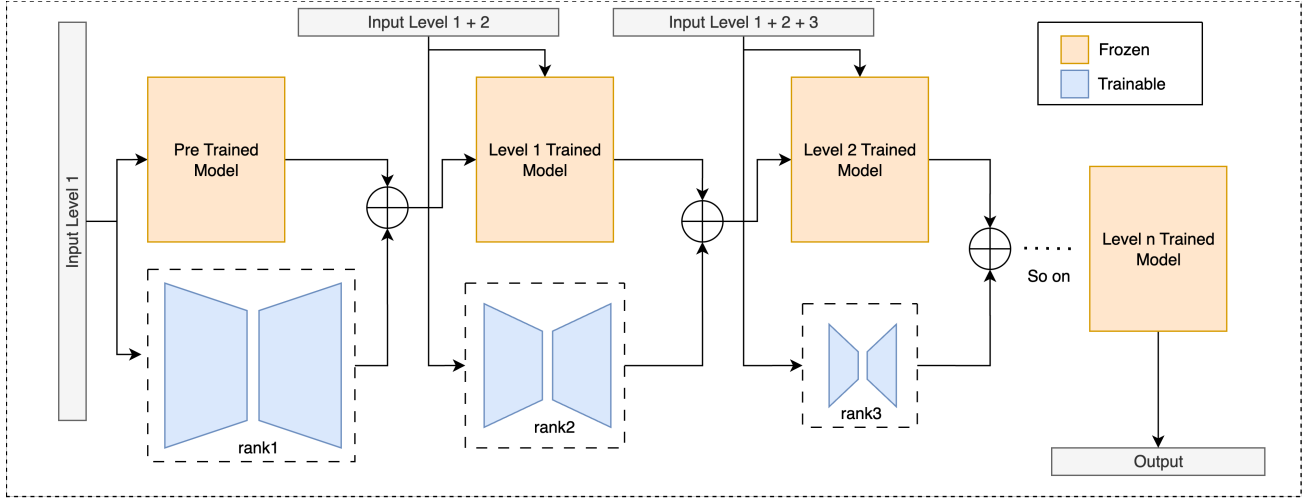 Input Level 1 + 2
Input Level 1 + 2 + 3
Frozen
Trainable
Input Level 1
Pre Trained
Model
Level 1 Trained
Model
Level 2 Trained
Model
Level n Trained
Model
So on
rank1
rank2
rank3
Output